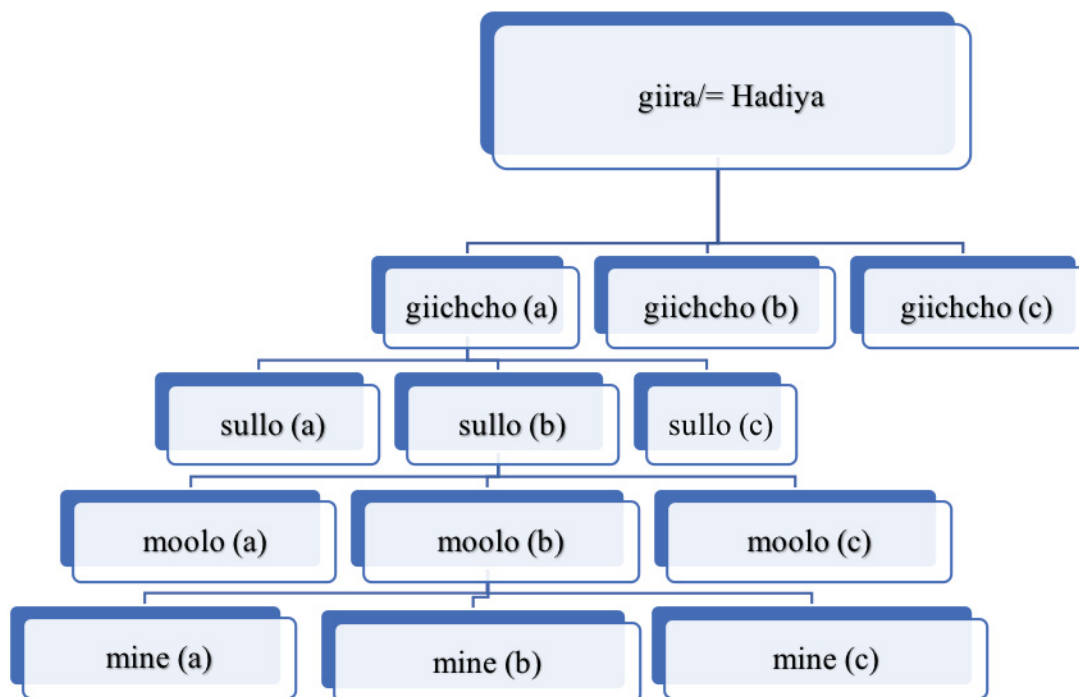 giira/= Hadiya
giichcho (a)
giichcho (b)
giichcho (c)
sullo (a)
sullo (b)
sullo (c)
moolo (a)
moolo (b)
moolo (c)
mine (a)
mine (b)
mine (c)